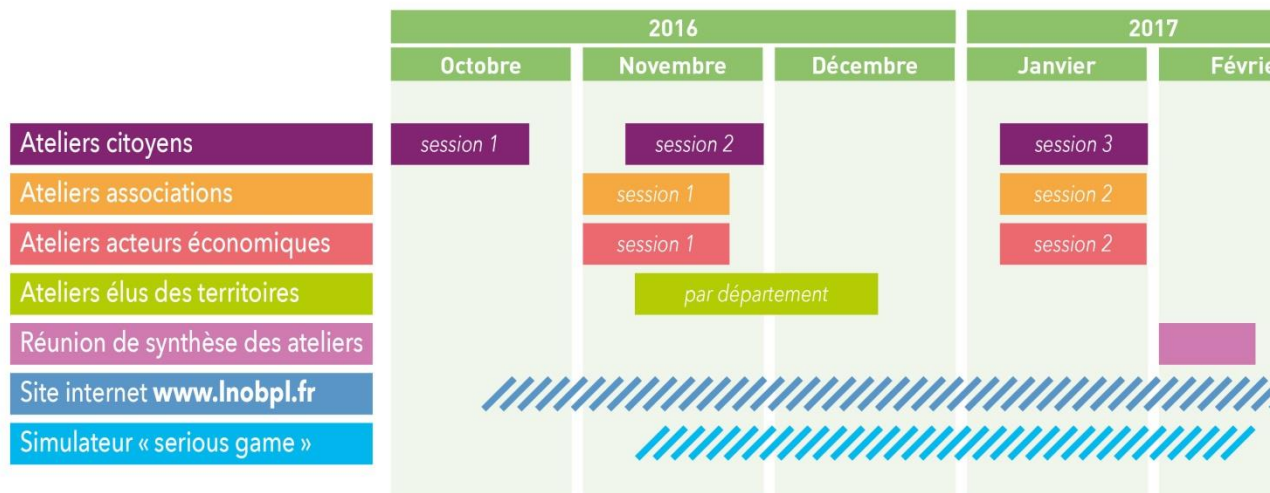 2016
2017
Octobre
Novembre
Décembre
Janvier
Févrie
Ateliers citoyens
session 1
session 2
session 3
Ateliers associations
session 1
session 2
Ateliers acteurs économiques
session 1
session 2
Ateliers élus des territoires
par département
Réunion de synthèse des ateliers
Site internet www.lnobpl.fr
Simulateur « serious game »